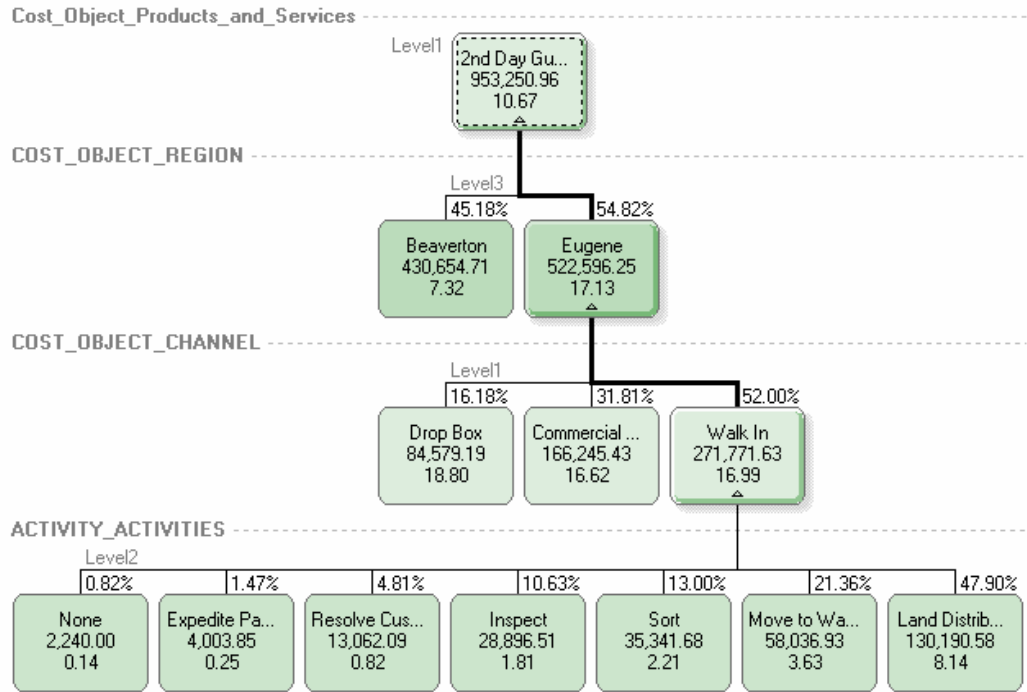 Cost_Object_Products_and_Services
Level1
2nd Day Gu...
953,250.96
10.67
COST_OBJECT_REGION
Level3
45.18% 54.82%
Beaverton
430,654.71
7.32
Eugene
522,596.25
17.13
COST_OBJECT_CHANNEL
Level1
16.18% 31.81% 52.00%
Drop Box
84,579.19
18.80
Commercial ...
166,245.43
16.62
Walk In
271,771.63
16.99
ACTIVITY_ACTIVITIES
Level2
0.82% 1.47% 4.81% 10.63% 13.00% 21.36% 47.90%
None
2,240.00
0.14
Expedite Pa...
4,003.85
0.25
Resolve Cus...
13,062.09
0.82
Inspect
28,896.51
1.81
Sort
35,341.68
2.21
Move to Wa...
58,036.93
3.63
Land Distrib...
130,190.58
8.14